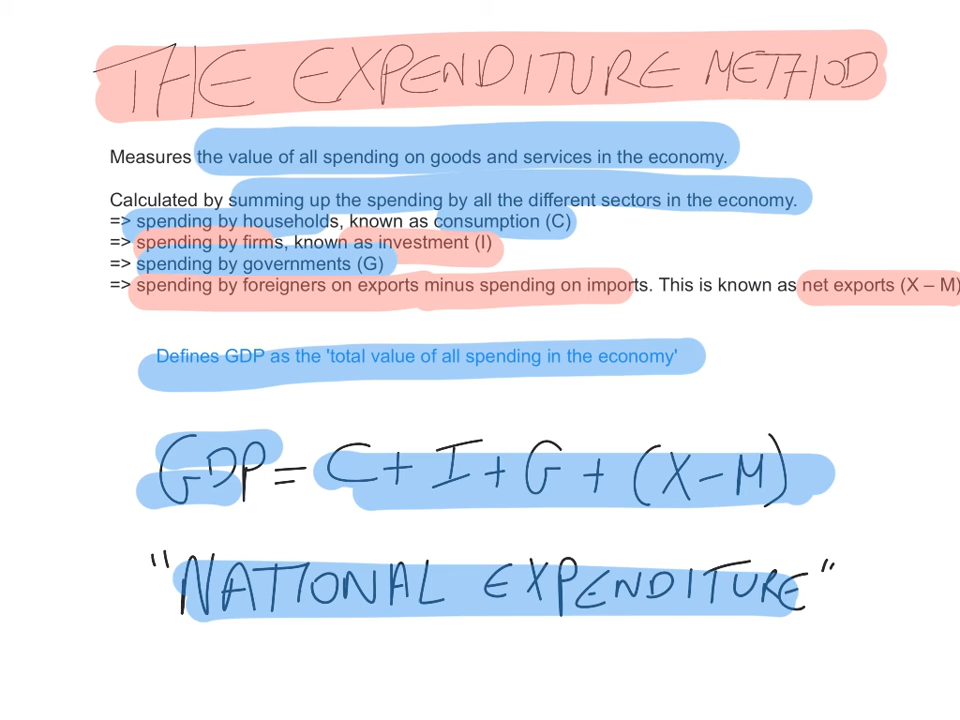 THE EXPENDITURE METHOD
Measures the value of all spending on goods and services in the economy.
Calculated by summing up the spending by all the different sectors in the economy.
=> spending by households, known as consumption (C)
=> spending by firms, known as investment (I)
=> spending by governments (G)
=> spending by foreigners on exports minus spending on imports. This is known as net exports (X – M)
Defines GDP as the 'total value of all spending in the economy'
GDP = C + I + G + (X - M)
"NATIONAL EXPENDITURE"